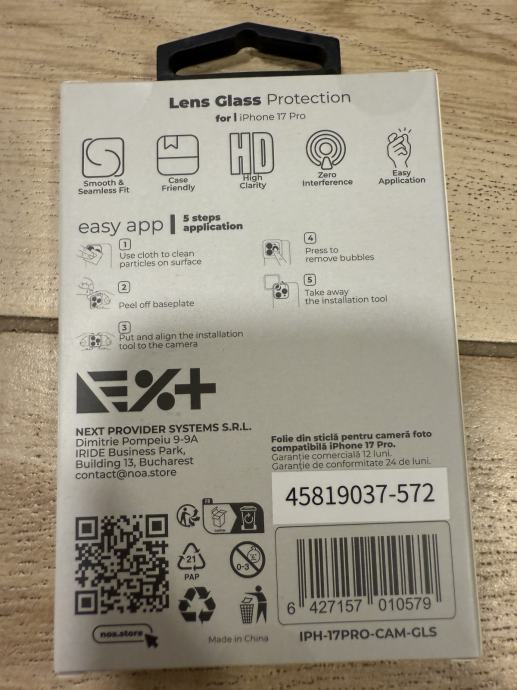 Lens Glass Protection
for | iPhone 17 Pro
Smooth &
Seamless Fit
Case
Friendly
HD
High
Clarity
Zero
Interference
Easy
Application
easy app | 5 steps
application
1
Use cloth to clean
particles on surface
2
Peel off baseplate
3
Put and align the installation
tool to the camera
4
Press to
remove bubbles
5
Take away
the installation tool
NEXT
NEXT PROVIDER SYSTEMS S.R.L.
Dimitrie Pompeiu 9-9A
IRIDE Business Park,
Building 13, Bucharest
contact@noa.store
Folie din sticlă pentru cameră foto
compatibilă iPhone 17 Pro.
Garanție comercială 12 luni.
Garanție de conformitate 24 de luni.
45819037-572
21
PAP
0-3
noa.store
Made in China
6 427157 010579
IPH-17PRO-CAM-GLS